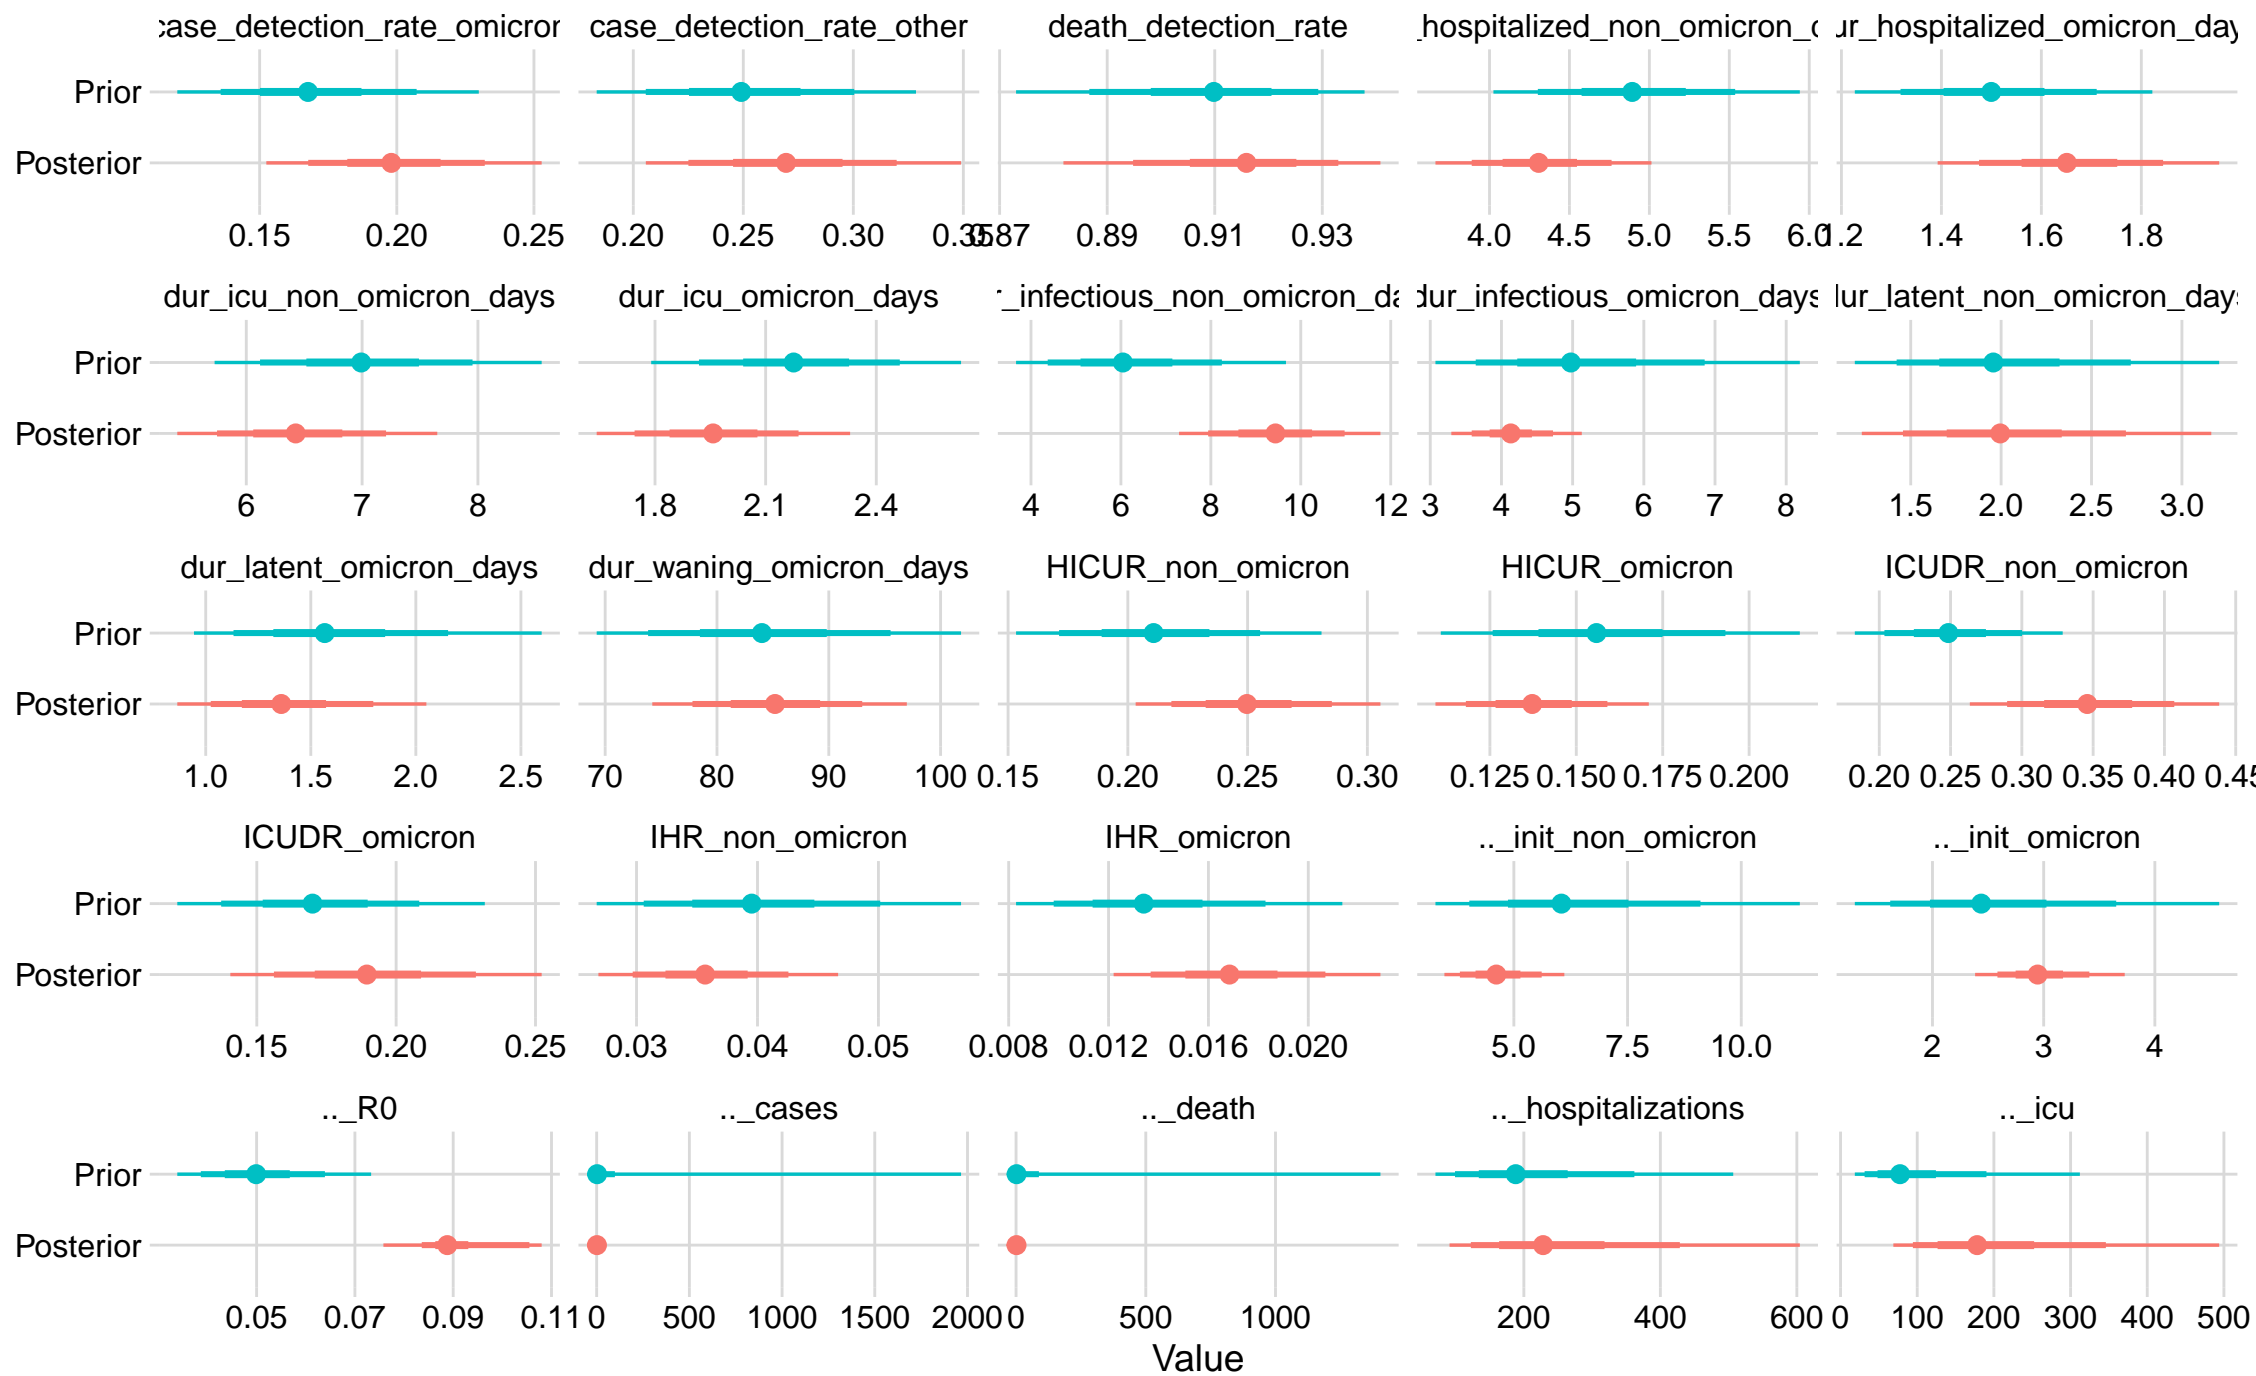 case_detection_rate_omicror case_detection_rate_other death_detection_rate _hospitalized_non_omicron_c ur_hospitalized_omicron_day
Prior
Posterior
0.15 0.20 0.25 0.20 0.25 0.30 0.35 0.87 0.89 0.91 0.93 4.0 4.5 5.0 5.5 6.0 1.2 1.4 1.6 1.8
dur_icu_non_omicron_days dur_icu_omicron_days r_infectious_non_omicron_da dur_infectious_omicron_days dur_latent_non_omicron_days
Prior
Posterior
6 7 8 1.8 2.1 2.4 4 6 8 10 12 3 4 5 6 7 8 1.5 2.0 2.5 3.0
dur_latent_omicron_days dur_waning_omicron_days HICUR_non_omicron HICUR_omicron ICUDR_non_omicron
Prior
Posterior
1.0 1.5 2.0 2.5 70 80 90 100 0.15 0.20 0.25 0.30 0.125 0.150 0.175 0.200 0.20 0.25 0.30 0.35 0.40 0.45
ICUDR_omicron IHR_non_omicron IHR_omicron .._init_non_omicron .._init_omicron
Prior
Posterior
0.15 0.20 0.25 0.03 0.04 0.05 0.008 0.012 0.016 0.020 5.0 7.5 10.0 2 3 4
.._R0 .._cases .._death .._hospitalizations .._icu
Prior
Posterior
0.05 0.07 0.09 0.11 0 500 1000 1500 2000 0 500 1000 200 400 600 0 100 200 300 400 500
Value